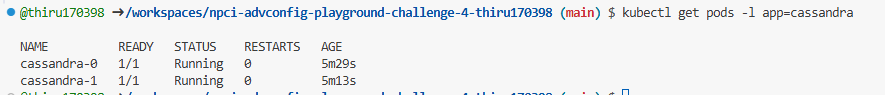 @thiru170398 ➜/workspaces/npci-advconfig-playground-challenge-4-thiru170398 (main) $ kubectl get pods -l app=cassandra
NAME READY STATUS RESTARTS AGE
cassandra-0 1/1 Running 0 5m29s
cassandra-1 1/1 Running 0 5m13s